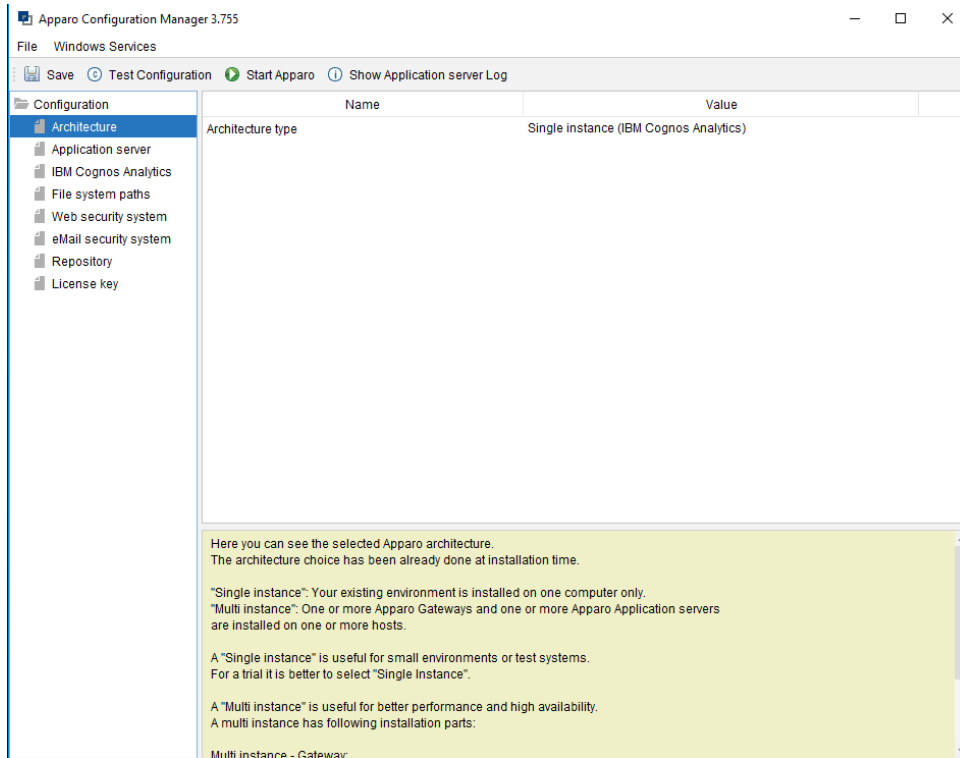 Apparo Configuration Manager 3.755
File Windows Services
Save Test Configuration Start Apparo Show Application server Log
Configuration
Architecture
Application server
IBM Cognos Analytics
File system paths
Web security system
eMail security system
Repository
License key
Name Value
Architecture type Single instance (IBM Cognos Analytics)
Here you can see the selected Apparo architecture.
The architecture choice has been already done at installation time.
"Single instance": Your existing environment is installed on one computer only.
"Multi instance": One or more Apparo Gateways and one or more Apparo Application servers
are installed on one or more hosts.
A "Single instance" is useful for small environments or test systems.
For a trial it is better to select "Single Instance".
A "Multi instance" is useful for better performance and high availability.
A multi instance has following installation parts:
Multi instance - Gateway: